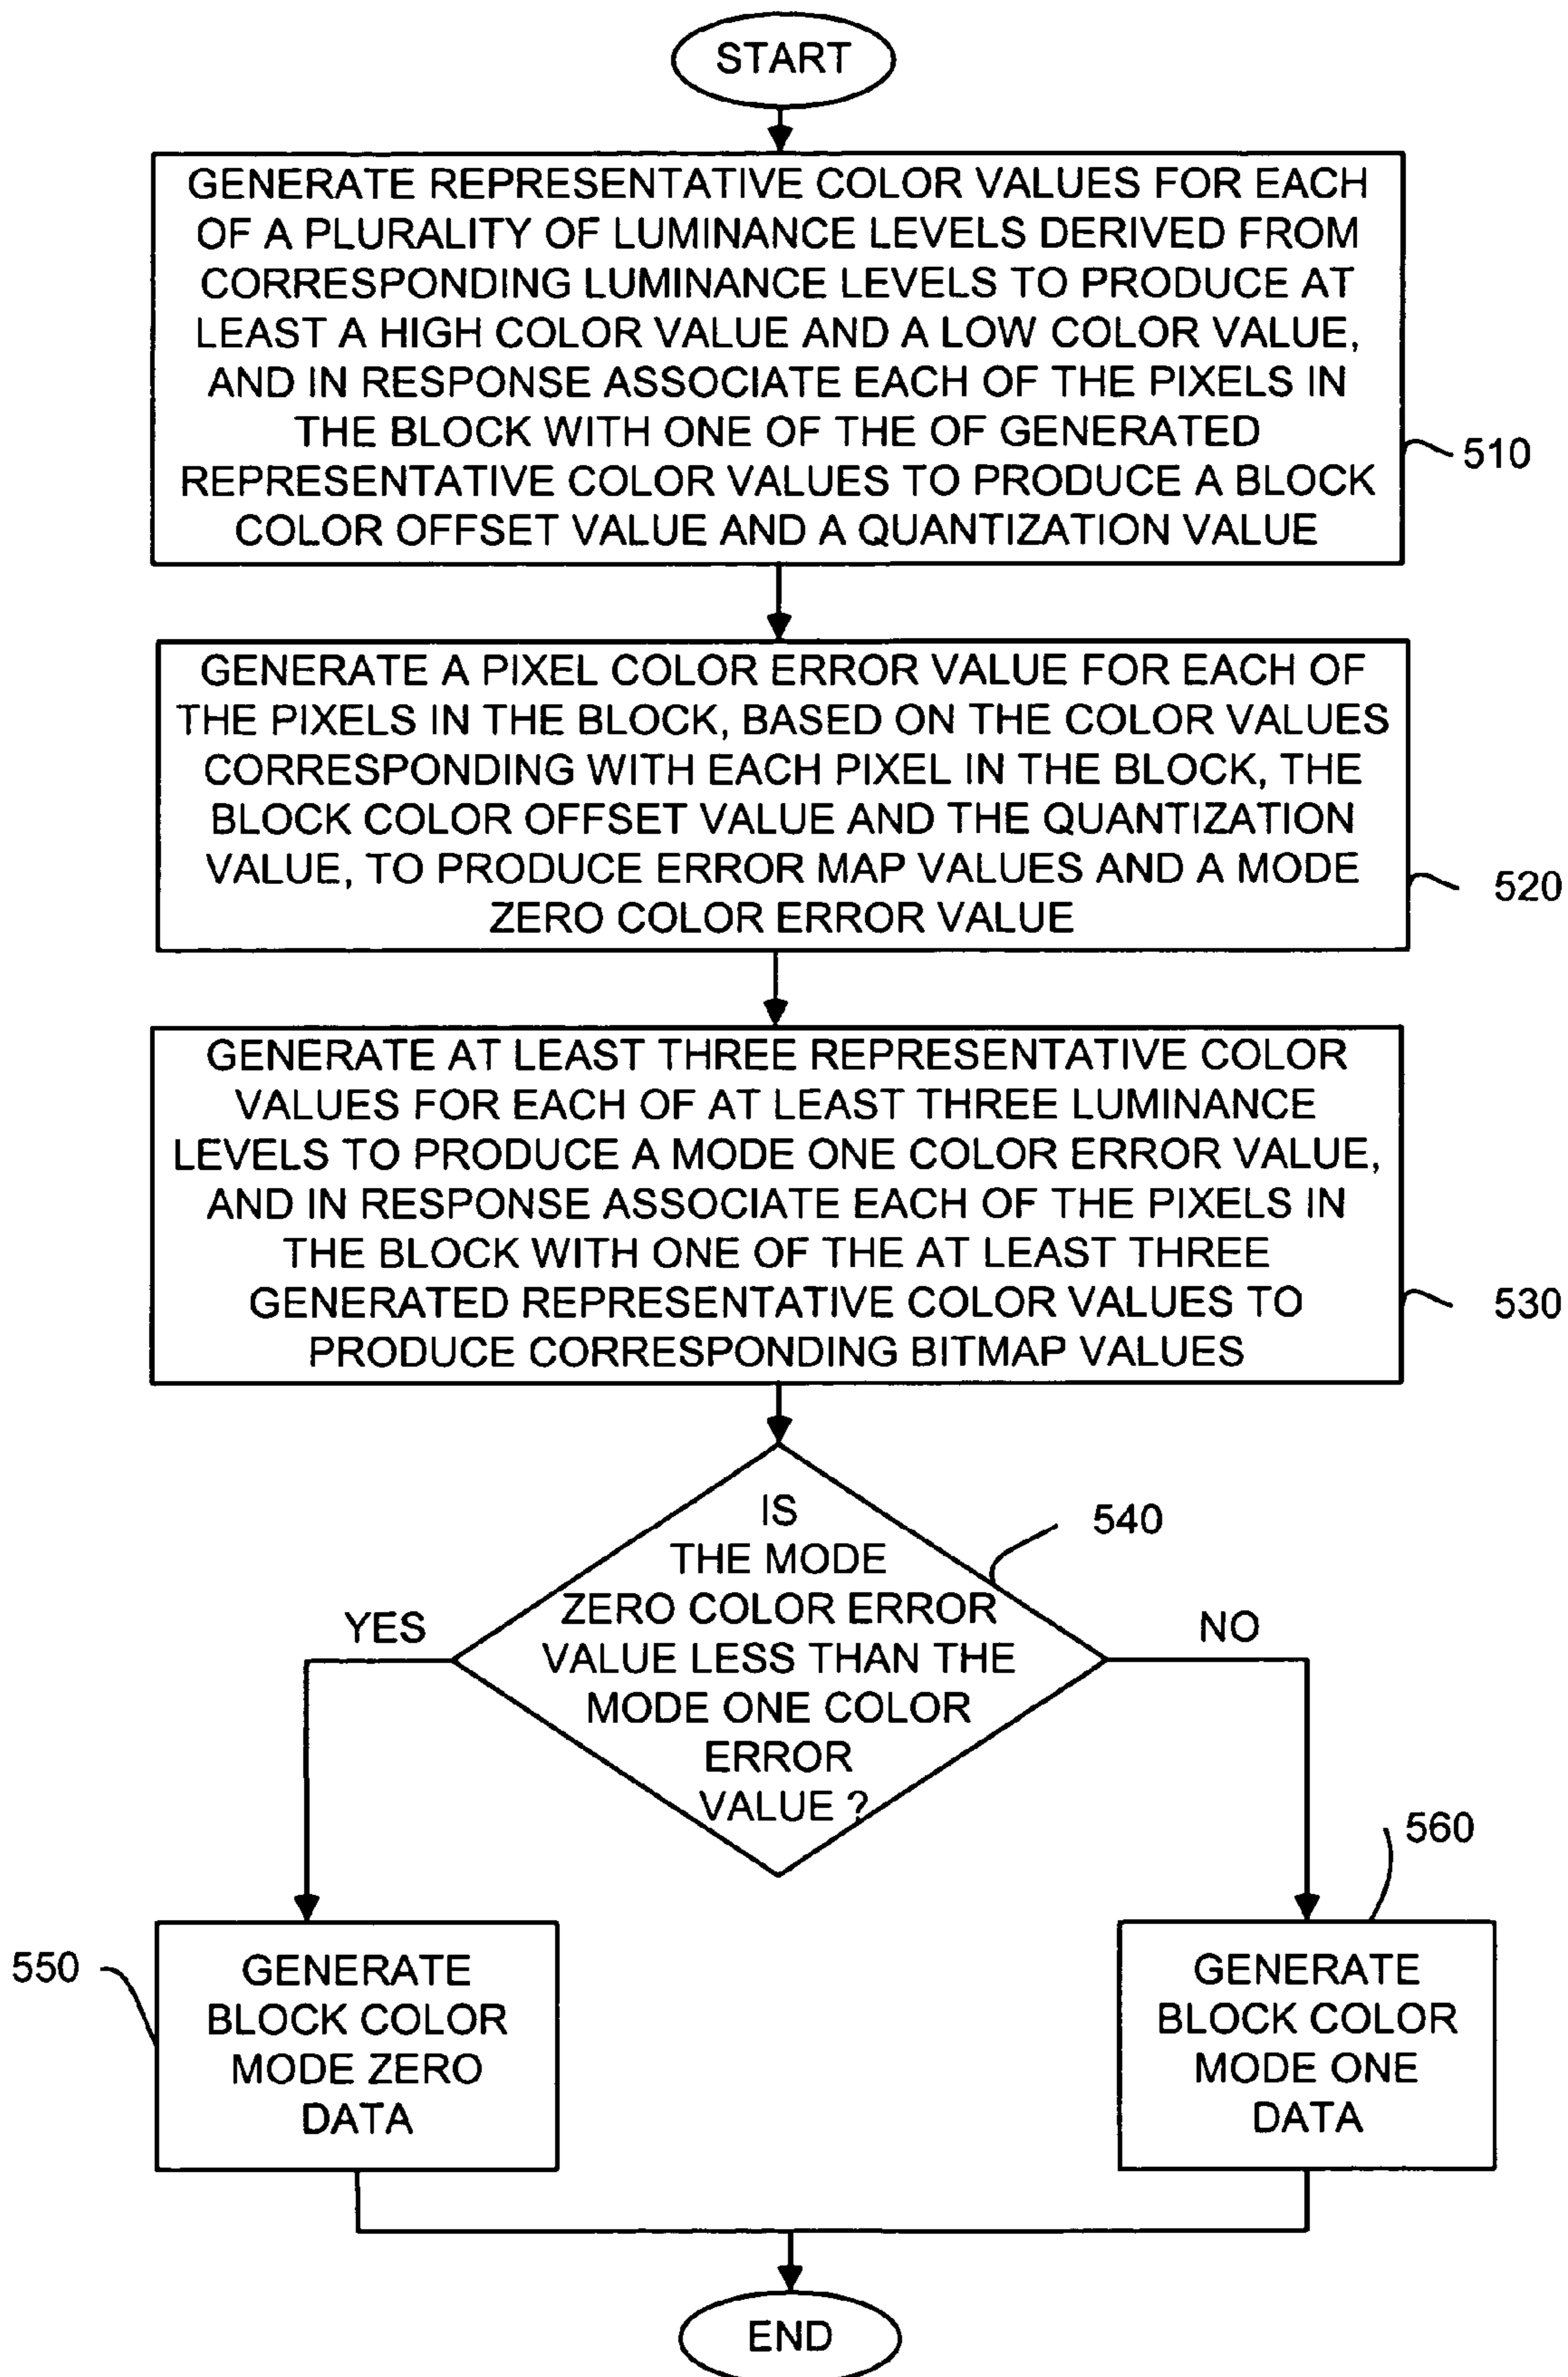 START
GENERATE REPRESENTATIVE COLOR VALUES FOR EACH
OF A PLURALITY OF LUMINANCE LEVELS DERIVED FROM
CORRESPONDING LUMINANCE LEVELS TO PRODUCE AT
LEAST A HIGH COLOR VALUE AND A LOW COLOR VALUE,
AND IN RESPONSE ASSOCIATE EACH OF THE PIXELS IN
THE BLOCK WITH ONE OF THE OF GENERATED
REPRESENTATIVE COLOR VALUES TO PRODUCE A BLOCK
COLOR OFFSET VALUE AND A QUANTIZATION VALUE
510
GENERATE A PIXEL COLOR ERROR VALUE FOR EACH OF
THE PIXELS IN THE BLOCK, BASED ON THE COLOR VALUES
CORRESPONDING WITH EACH PIXEL IN THE BLOCK, THE
BLOCK COLOR OFFSET VALUE AND THE QUANTIZATION
VALUE, TO PRODUCE ERROR MAP VALUES AND A MODE
ZERO COLOR ERROR VALUE
520
GENERATE AT LEAST THREE REPRESENTATIVE COLOR
VALUES FOR EACH OF AT LEAST THREE LUMINANCE
LEVELS TO PRODUCE A MODE ONE COLOR ERROR VALUE,
AND IN RESPONSE ASSOCIATE EACH OF THE PIXELS IN
THE BLOCK WITH ONE OF THE AT LEAST THREE
GENERATED REPRESENTATIVE COLOR VALUES TO
PRODUCE CORRESPONDING BITMAP VALUES
530
IS
THE MODE
ZERO COLOR ERROR
VALUE LESS THAN THE
MODE ONE COLOR
ERROR
VALUE ?
540
YES
NO
550
GENERATE
BLOCK COLOR
MODE ZERO
DATA
560
GENERATE
BLOCK COLOR
MODE ONE
DATA
END